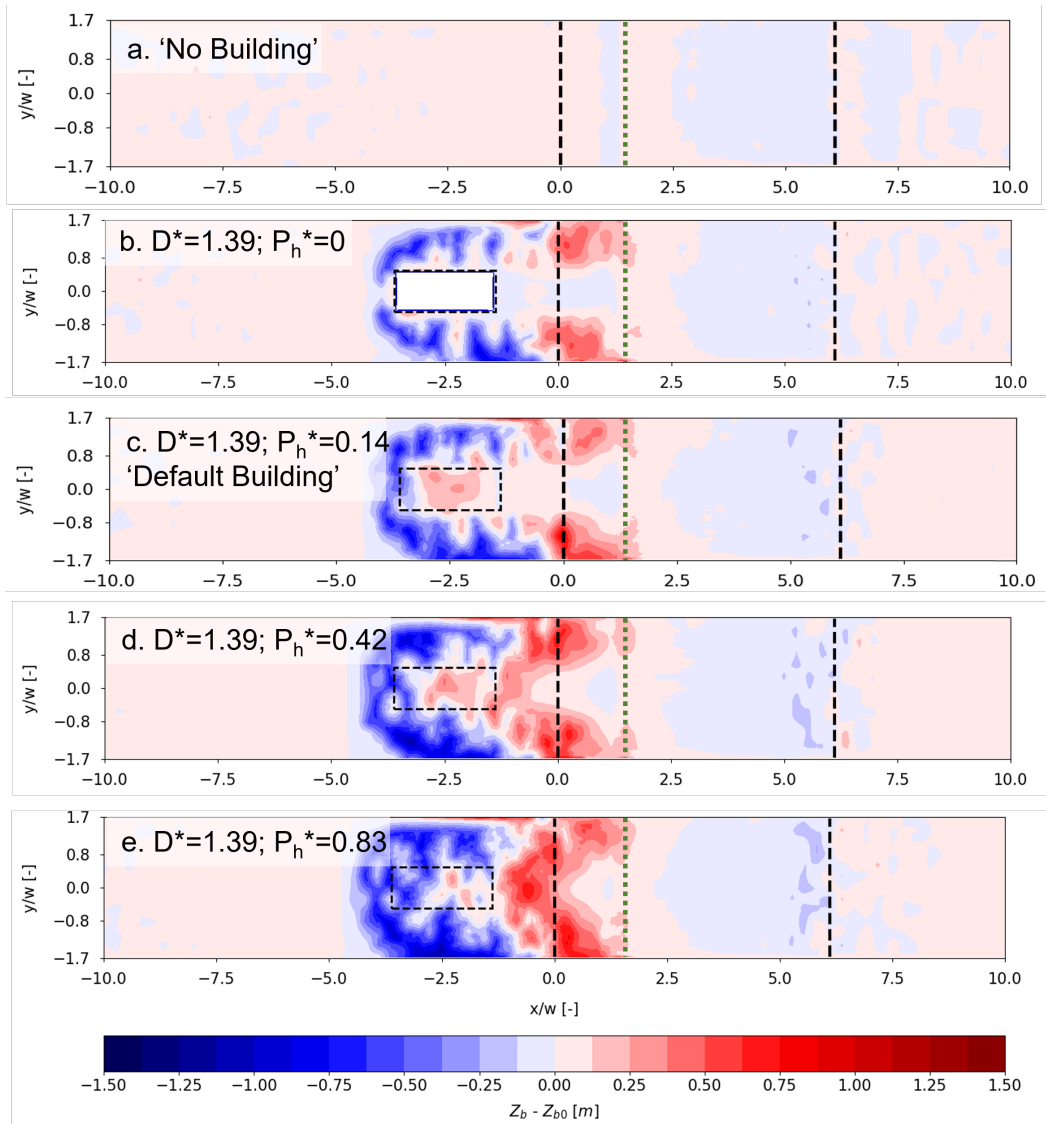 a. ‘No Building’
y/w [-]
1.7
0.8
0.0
−0.8
−1.7
−10.0 −7.5 −5.0 −2.5 0.0 2.5 5.0 7.5 10.0
b. D*=1.39; Pₕ*=0
y/w [-]
1.7
0.8
0.0
−0.8
−1.7
−10.0 −7.5 −5.0 −2.5 0.0 2.5 5.0 7.5 10.0
c. D*=1.39; Pₕ*=0.14
‘Default Building’
y/w [-]
1.7
0.8
0.0
−0.8
−1.7
−10.0 −7.5 −5.0 −2.5 0.0 2.5 5.0 7.5 10.0
d. D*=1.39; Pₕ*=0.42
y/w [-]
1.7
0.8
0.0
−0.8
−1.7
−10.0 −7.5 −5.0 −2.5 0.0 2.5 5.0 7.5 10.0
e. D*=1.39; Pₕ*=0.83
y/w [-]
1.7
0.8
0.0
−0.8
−1.7
−10.0 −7.5 −5.0 −2.5 0.0 2.5 5.0 7.5 10.0
x/w [-]
−1.50 −1.25 −1.00 −0.75 −0.50 −0.25 0.00 0.25 0.50 0.75 1.00 1.25 1.50
Z_b - Z_b0 [m]